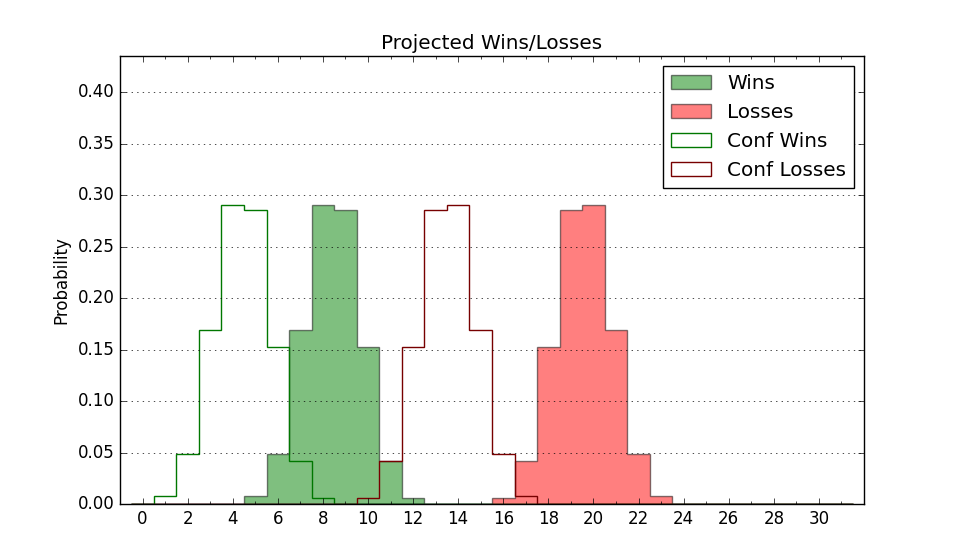 Projected Wins/Losses
Wins
Losses
Conf Wins
Conf Losses
Probability
0.40
0.35
0.30
0.25
0.20
0.15
0.10
0.05
0.00
0 2 4 6 8 10 12 14 16 18 20 22 24 26 28 30